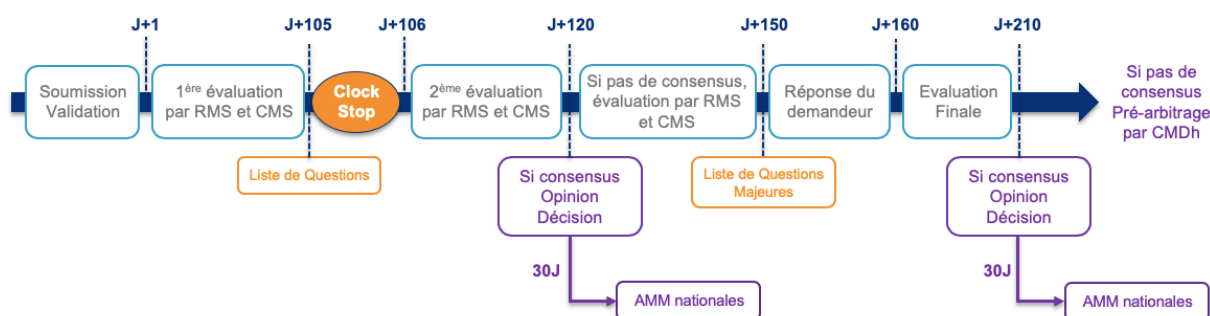 J+1
J+105
J+106
J+120
J+150
J+160
J+210
Soumission
Validation
1ère évaluation
par RMS et CMS
Clock
Stop
2ème évaluation
par RMS et CMS
Si pas de consensus,
évaluation par RMS
et CMS
Réponse du
demandeur
Evaluation
Finale
Si pas de
consensus
Pré-arbitrage
par CMDh
Liste de Questions
Si consensus
Opinion
Décision
Liste de Questions
Majeures
Si consensus
Opinion
Décision
30J
AMM nationales
30J
AMM nationales